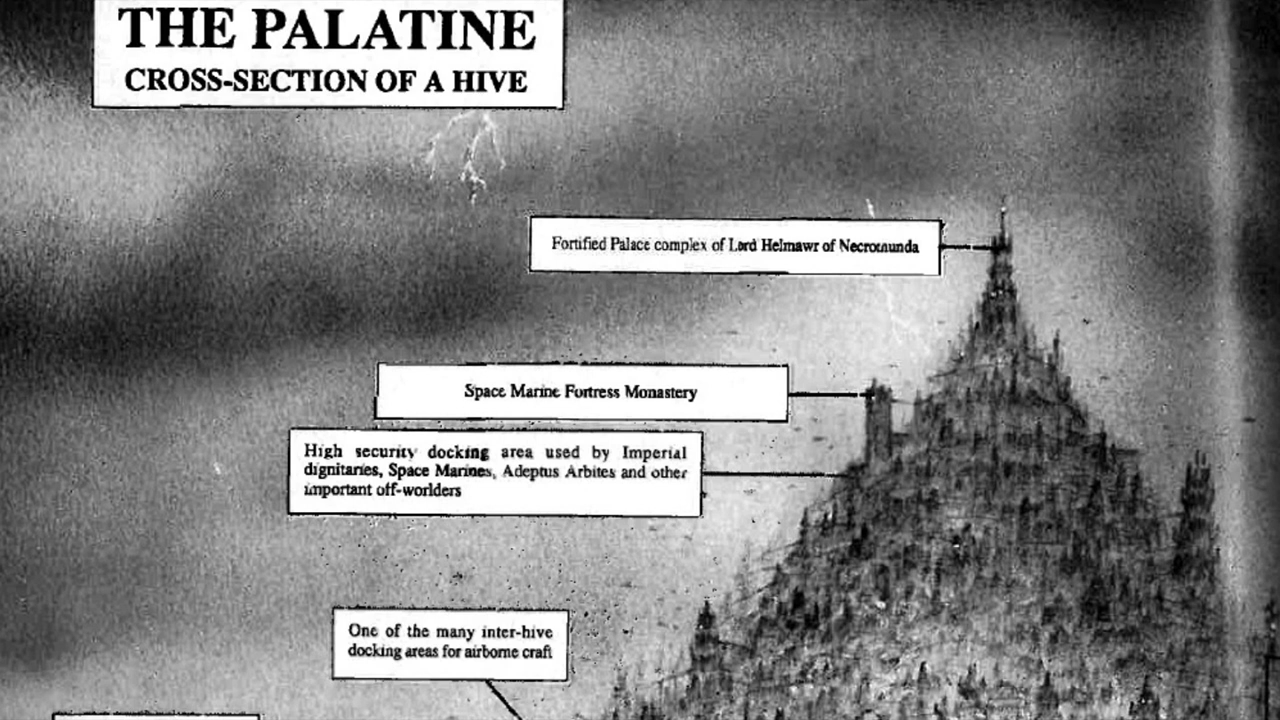 THE PALATINE
CROSS-SECTION OF A HIVE
Fortified Palace complex of Lord Helmawr of Necromunda
Space Marine Fortress Monastery
High security docking area used by Imperial
dignitaries, Space Marines, Adeptus Arbites and other
important off-worlders
One of the many inter-hive
docking areas for airborne craft